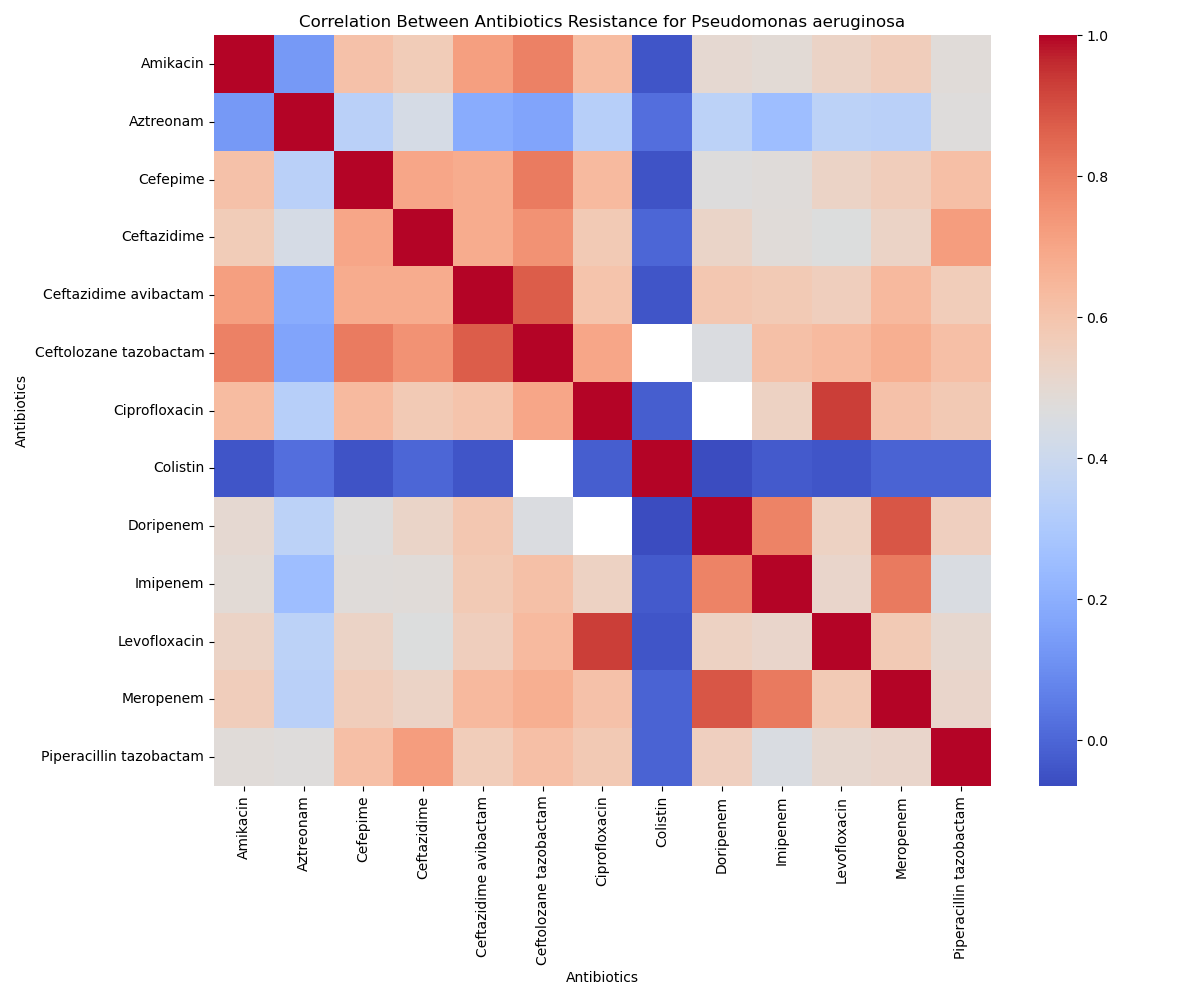 Correlation Between Antibiotics Resistance for Pseudomonas aeruginosa
Antibiotics
Amikacin
Aztreonam
Cefepime
Ceftazidime
Ceftazidime avibactam
Ceftolozane tazobactam
Ciprofloxacin
Colistin
Doripenem
Imipenem
Levofloxacin
Meropenem
Piperacillin tazobactam
Amikacin
Aztreonam
Cefepime
Ceftazidime
Ceftazidime avibactam
Ceftolozane tazobactam
Ciprofloxacin
Colistin
Doripenem
Imipenem
Levofloxacin
Meropenem
Piperacillin tazobactam
Antibiotics
1.0
0.8
0.6
0.4
0.2
0.0